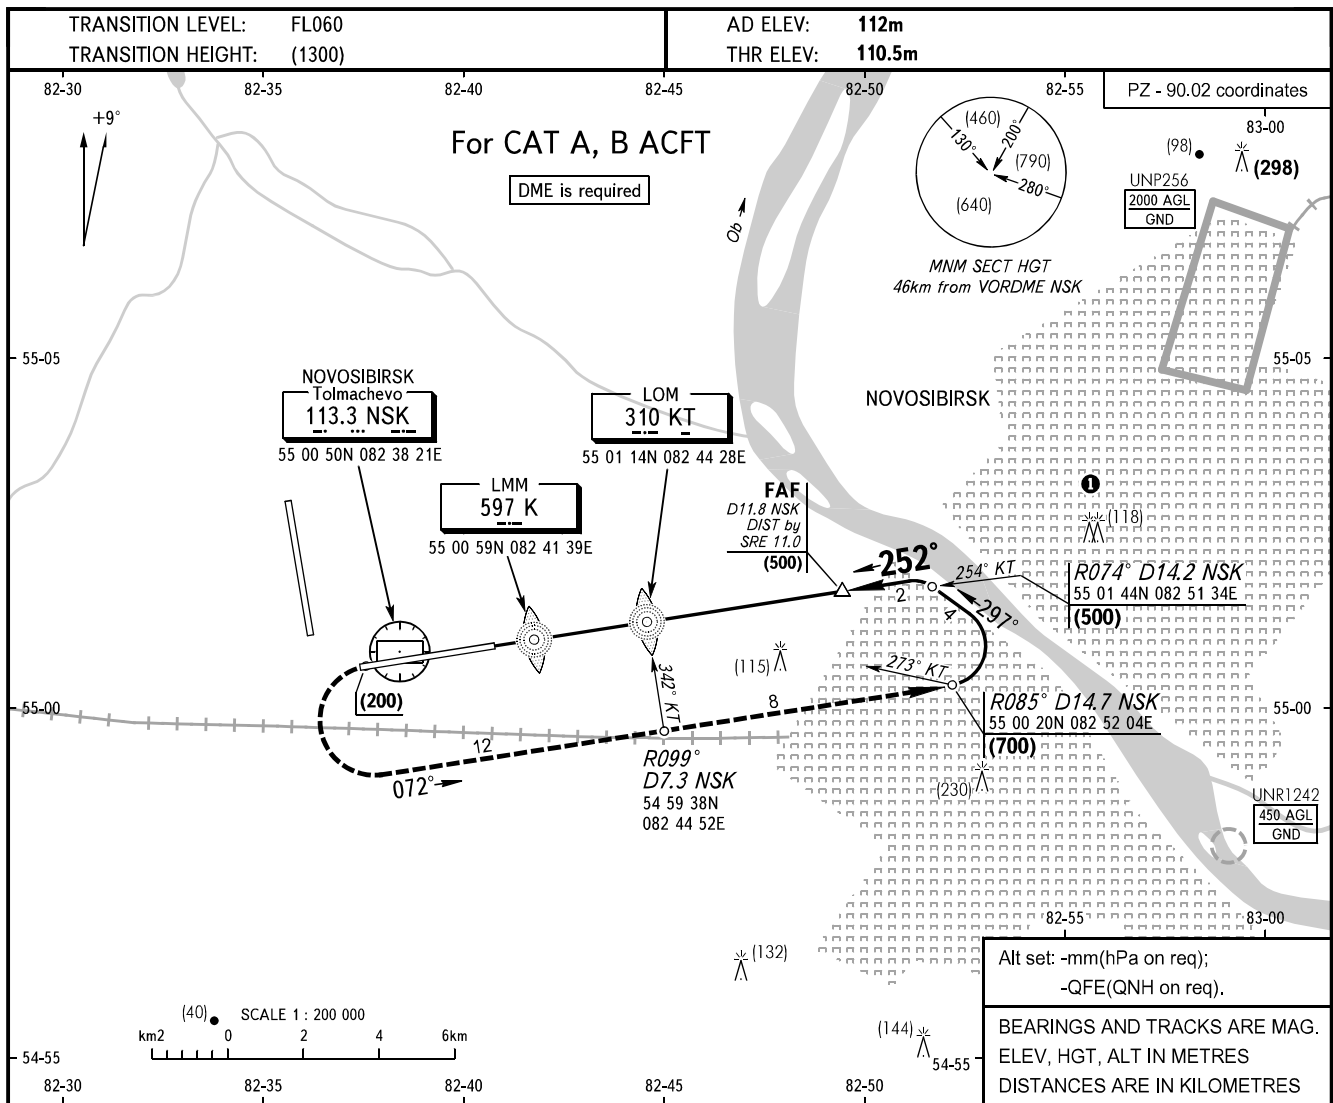 TRANSITION LEVEL: FL060
TRANSITION HEIGHT: (1300)
AD ELEV: 112m
THR ELEV: 110.5m
82-30 82-35 82-40 82-45 82-50 82-55
PZ - 90.02 coordinates
83-00
+9°
For CAT A, B ACFT
DME is required
(460)
130°
200°
(790)
280°
(640)
MNM SECT HGT
46km from VORDME NSK
(98)
(298)
UNP256
2000 AGL
GND
Ob
55-05 55-05
NOVOSIBIRSK
Tolmachevo
113.3 NSK
55 00 50N 082 38 21E
LOM
310 KT
55 01 14N 082 44 28E
LMM
597 K
55 00 59N 082 41 39E
NOVOSIBIRSK
FAF
D11.8 NSK
DIST by
SRE 11.0
(500)
1
(118)
252°
254° KT
2
297°
4
R074° D14.2 NSK
55 01 44N 082 51 34E
(500)
(115)
273° KT
342° KT
8
(200)
55-00 55-00
R085° D14.7 NSK
55 00 20N 082 52 04E
(700)
12
072°
R099°
D7.3 NSK
54 59 38N
082 44 52E
(230)
UNR1242
450 AGL
GND
82-55 83-00
(132)
(144)
(40)
SCALE 1 : 200 000
km2 0 2 4 6km
54-55 54-55
82-30 82-35 82-40 82-45 82-50
Alt set: -mm(hPa on req);
-QFE(QNH on req).
BEARINGS AND TRACKS ARE MAG.
ELEV, HGT, ALT IN METRES
DISTANCES ARE IN KILOMETRES